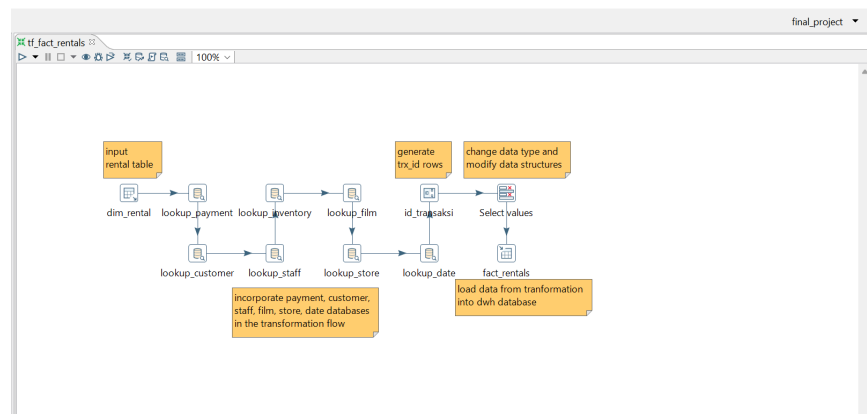 final_project
tf_fact_rentals
100%
input
rental table
generate
trx_id rows
change data type and
modify data structures
dim_rental
lookup_payment
lookup_inventory
lookup_film
id_transaksi
Select values
lookup_customer
lookup_staff
lookup_store
lookup_date
fact_rentals
incorporate payment, customer,
staff, film, store, date databases
in the transformation flow
load data from tranformation
into dwh database